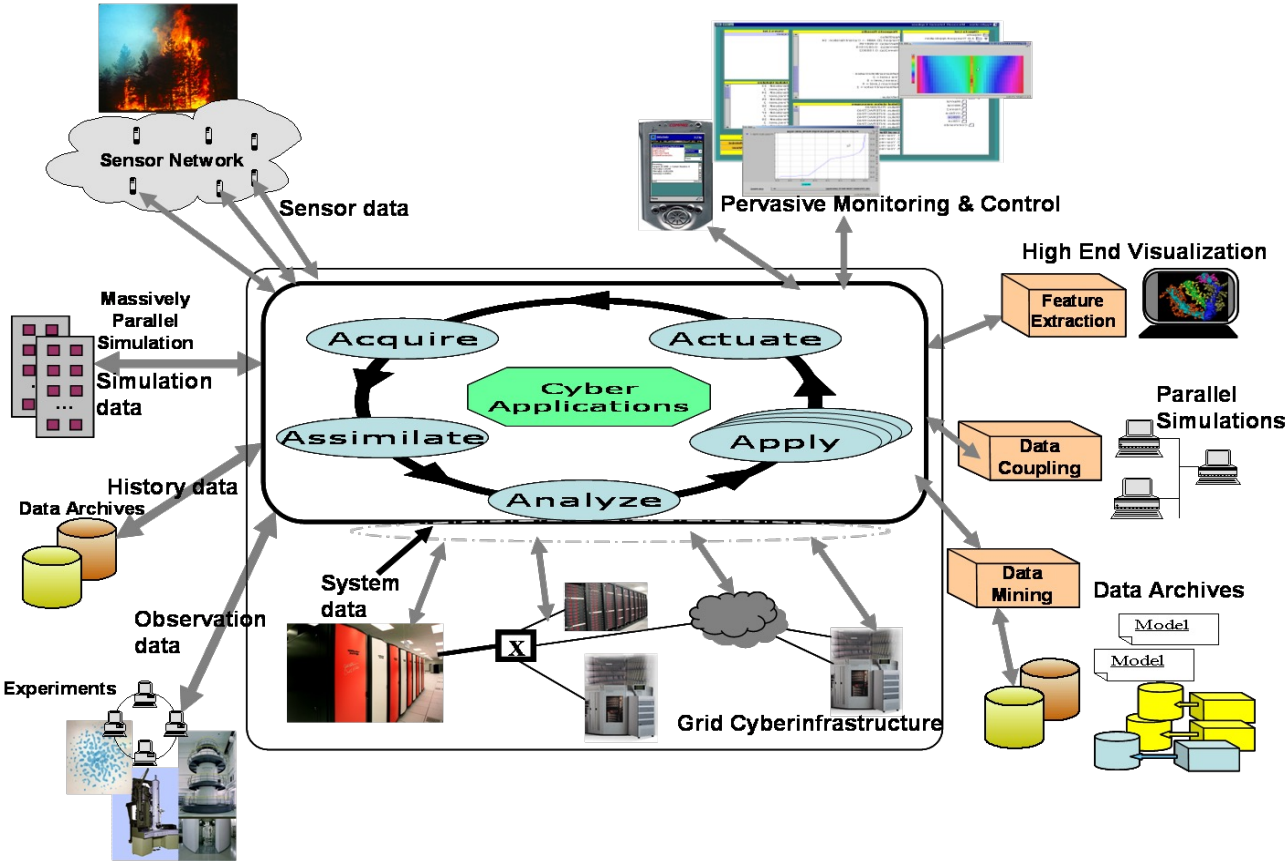 Sensor Network
Sensor data
Pervasive Monitoring & Control
High End Visualization
Feature
Extraction
Massively
Parallel
Simulation
Simulation
data
Acquire
Actuate
Cyber
Applications
Assimilate
Apply
Analyze
Parallel
Simulations
Data
Coupling
History data
Data Archives
System
data
Data
Mining
Data Archives
Model
Model
Observation
data
X
Experiments
Grid Cyberinfrastructure